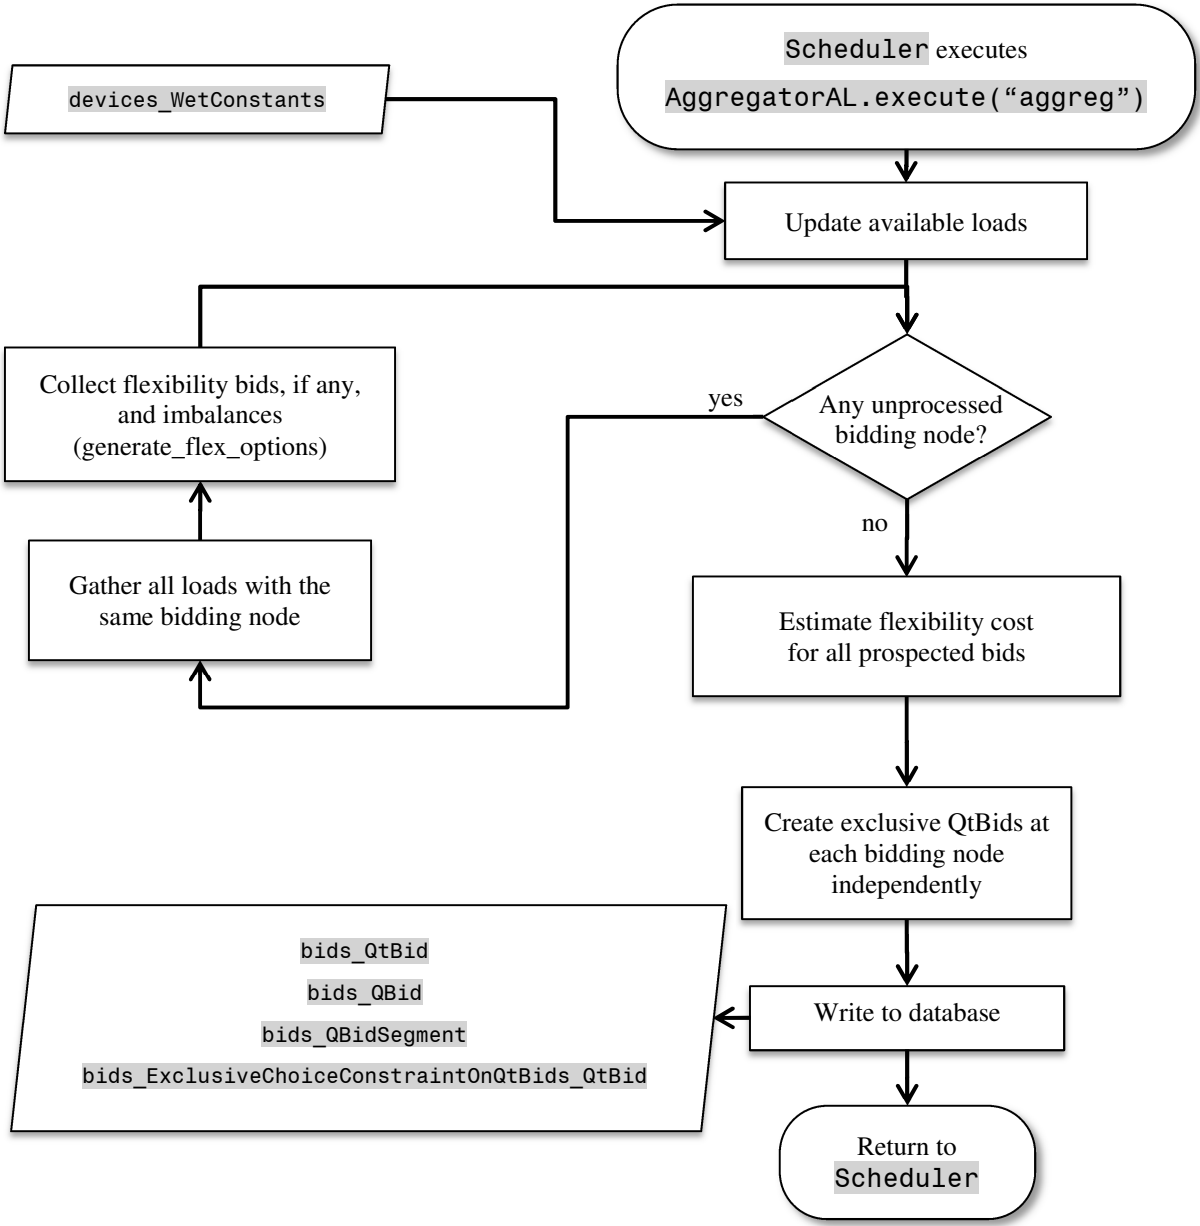 Scheduler executes
AggregatorAL.execute(“aggreg”)
devices_WetConstants
Update available loads
Collect flexibility bids, if any,
and imbalances
(generate_flex_options)
yes
Any unprocessed
bidding node?
no
Gather all loads with the
same bidding node
Estimate flexibility cost
for all prospected bids
Create exclusive QtBids at
each bidding node
independently
bids_QtBid
bids_QBid
bids_QBidSegment
bids_ExclusiveChoiceConstraintOnQtBids_QtBid
Write to database
Return to
Scheduler